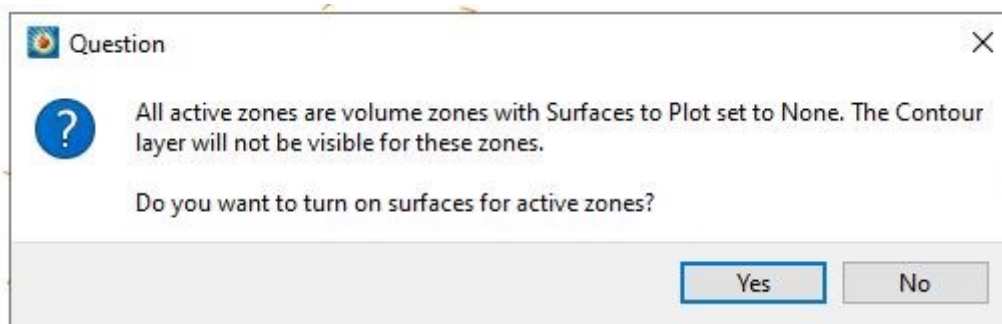 Question
All active zones are volume zones with Surfaces to Plot set to None. The Contour
layer will not be visible for these zones.
Do you want to turn on surfaces for active zones?
Yes
No